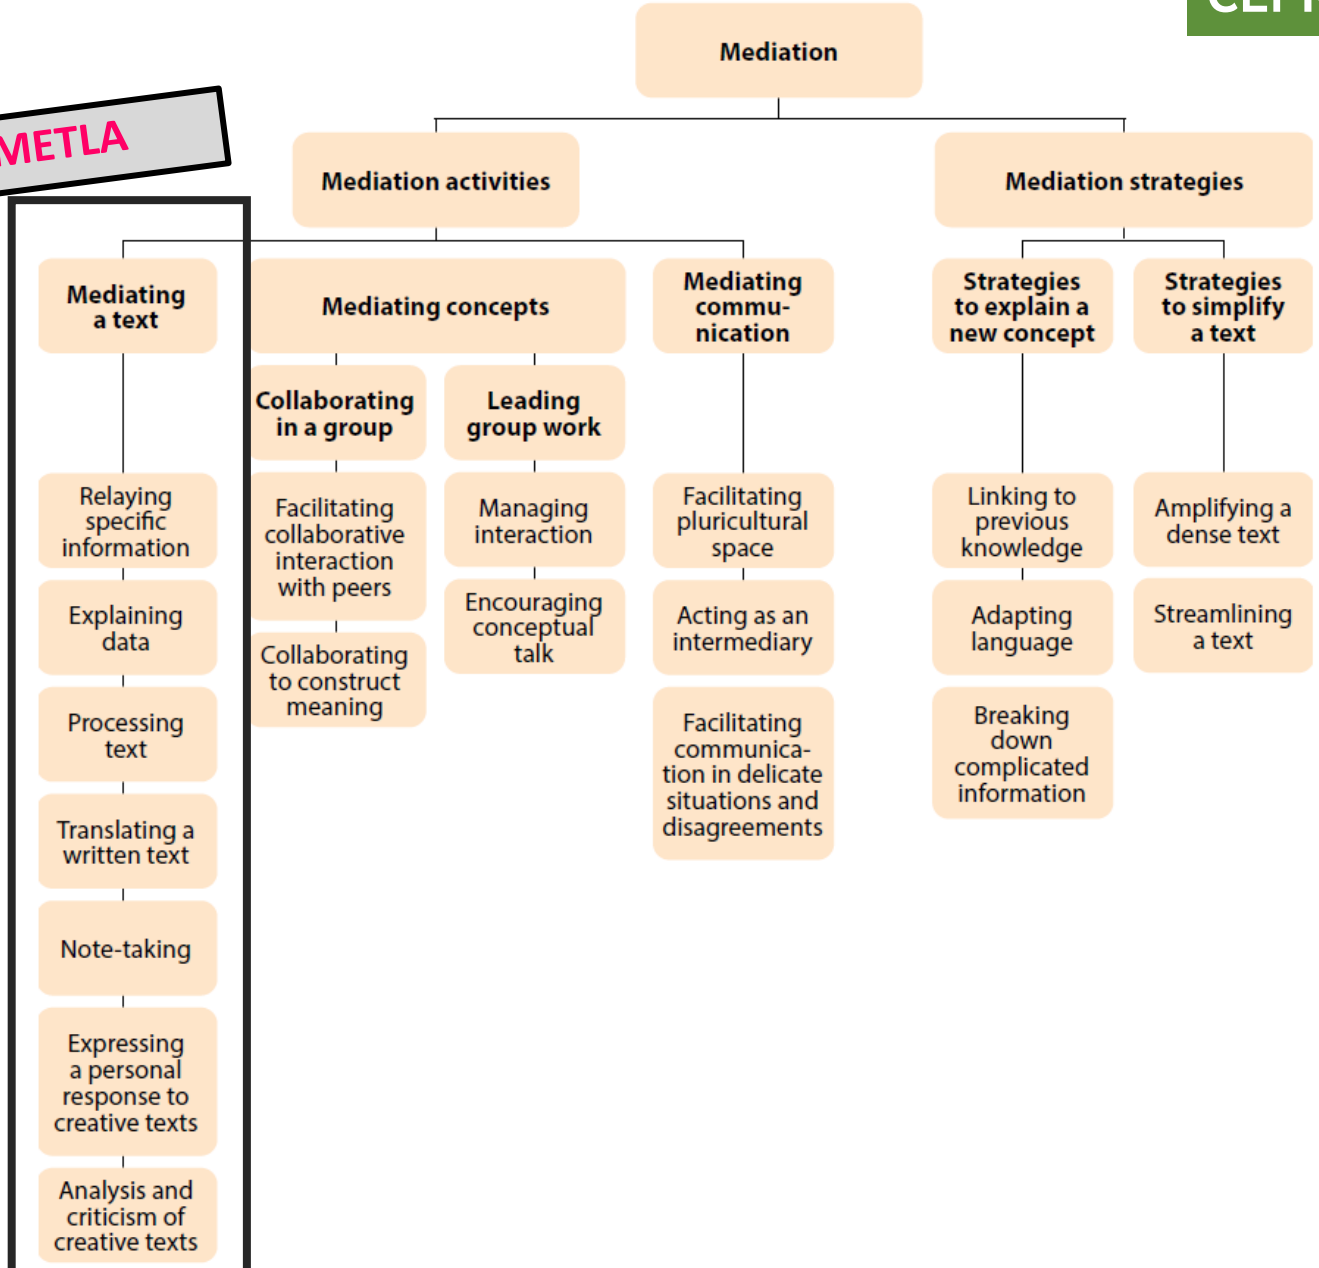 Mediation
METLA
Mediation activities
Mediation strategies
Mediating
a text
Mediating concepts
Mediating
commu-
nication
Strategies
to explain a
new concept
Strategies
to simplify
a text
Collaborating
in a group
Leading
group work
Relaying
specific
information
Facilitating
collaborative
interaction
with peers
Managing
interaction
Facilitating
pluricultural
space
Linking to
previous
knowledge
Amplifying a
dense text
Explaining
data
Collaborating
to construct
meaning
Encouraging
conceptual
talk
Acting as an
intermediary
Adapting
language
Streamlining
a text
Processing
text
Facilitating
communica-
tion in delicate
situations and
disagreements
Breaking
down
complicated
information
Translating a
written text
Note-taking
Expressing
a personal
response to
creative texts
Analysis and
criticism of
creative texts